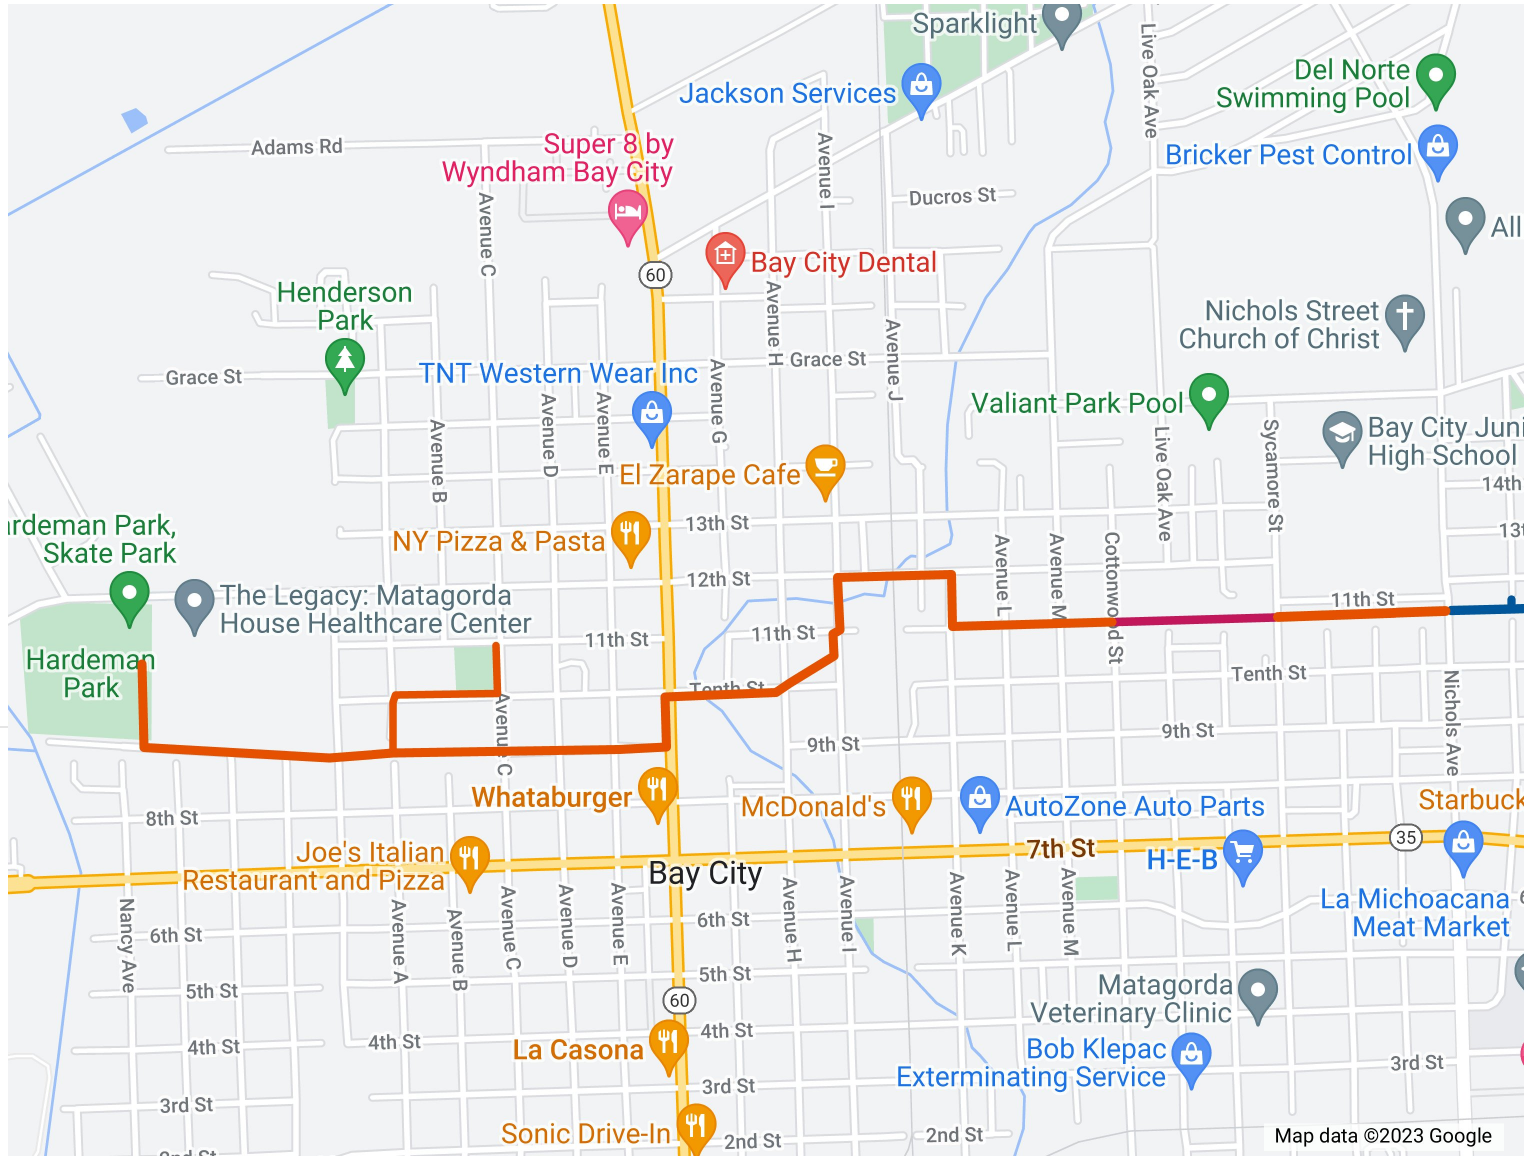 Sparklight
Live Oak Ave
Del Norte
Swimming Pool
Jackson Services
Adams Rd
Super 8 by
Wyndham Bay City
Avenue I
Bricker Pest Control
Ducros St
Avenue C
All
60
Bay City Dental
Henderson
Park
Avenue H
Avenue J
Nichols Street
Church of Christ
Grace St
Grace St
TNT Western Wear Inc
Avenue G
Avenue B
Avenue D
Avenue E
Valiant Park Pool
Live Oak Ave
Sycamore St
Bay City Juni
High School
El Zarape Cafe
14th
13th St
13t
ardeman Park,
Skate Park
NY Pizza & Pasta
Avenue L
Avenue M
Cottonwood St
12th St
The Legacy: Matagorda
House Healthcare Center
11th St
11th St
11th St
Hardeman
Park
Tenth St
Tenth St
Avenue C
Nichols Ave
9th St
9th St
Whataburger
McDonald's
AutoZone Auto Parts
Starbuck
8th St
35
7th St
H-E-B
Joe's Italian
Restaurant and Pizza
Bay City
La Michoacana
Meat Market
Nancy Ave
Avenue A
Avenue B
Avenue C
Avenue D
Avenue E
Avenue H
Avenue I
Avenue K
Avenue L
Avenue M
6th St
6th St
6
5th St
5th St
Matagorda
Veterinary Clinic
60
4th St
4th St
4th St
La Casona
Bob Klepac
Exterminating Service
3rd St
3rd St
3rd St
Sonic Drive-In
2nd St
2nd St
2nd St
Map data ©2023 Google